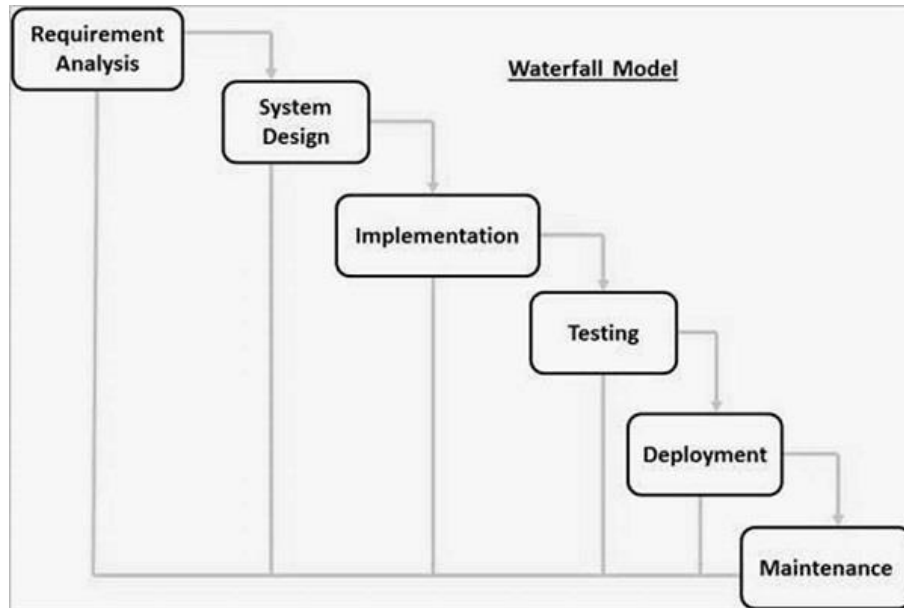 Requirement
Analysis
Waterfall Model
System
Design
Implementation
Testing
Deployment
Maintenance